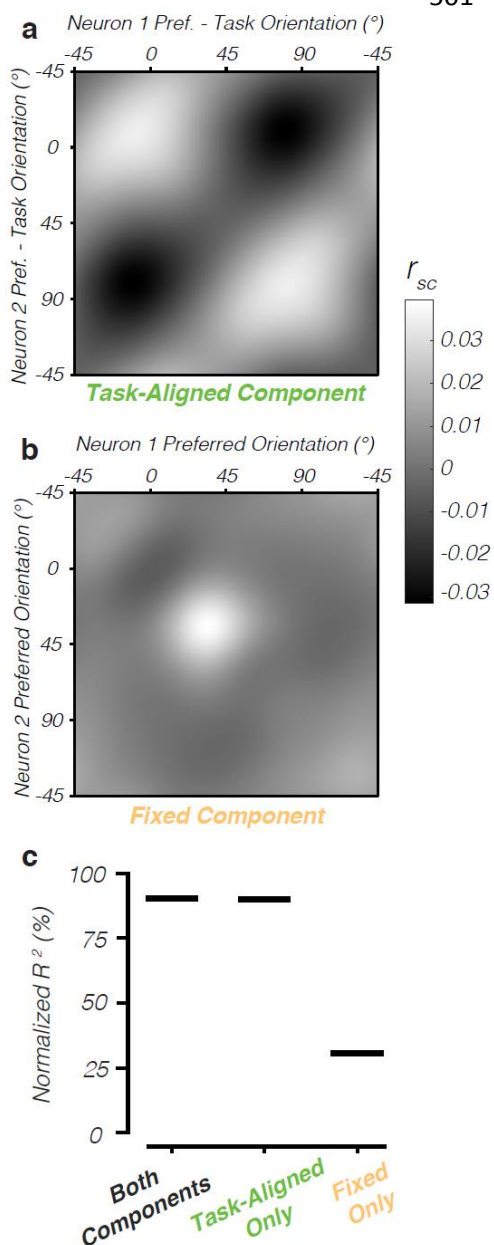 a
Neuron 1 Pref. - Task Orientation (°)
-45 0 45 90 -45
Neuron 2 Pref. - Task Orientation (°)
-45
0
45
90
-45
Task-Aligned Component
r sc
0.03
0.02
0.01
0
-0.01
-0.02
-0.03
b
Neuron 1 Preferred Orientation (°)
-45 0 45 90 -45
Neuron 2 Preferred Orientation (°)
-45
0
45
90
-45
Fixed Component
c
Normalized R² (%)
100
75
50
25
0
Both
Components
Task-Aligned
Only
Fixed
Only